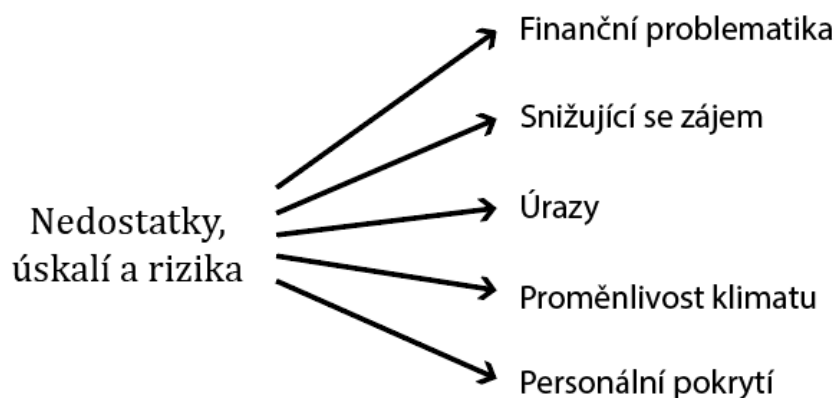 Finanční problematika
Snižující se zájem
Nedostatky,
úskalí a rizika
Úrazy
Proměnlivost klimatu
Personální pokrytí